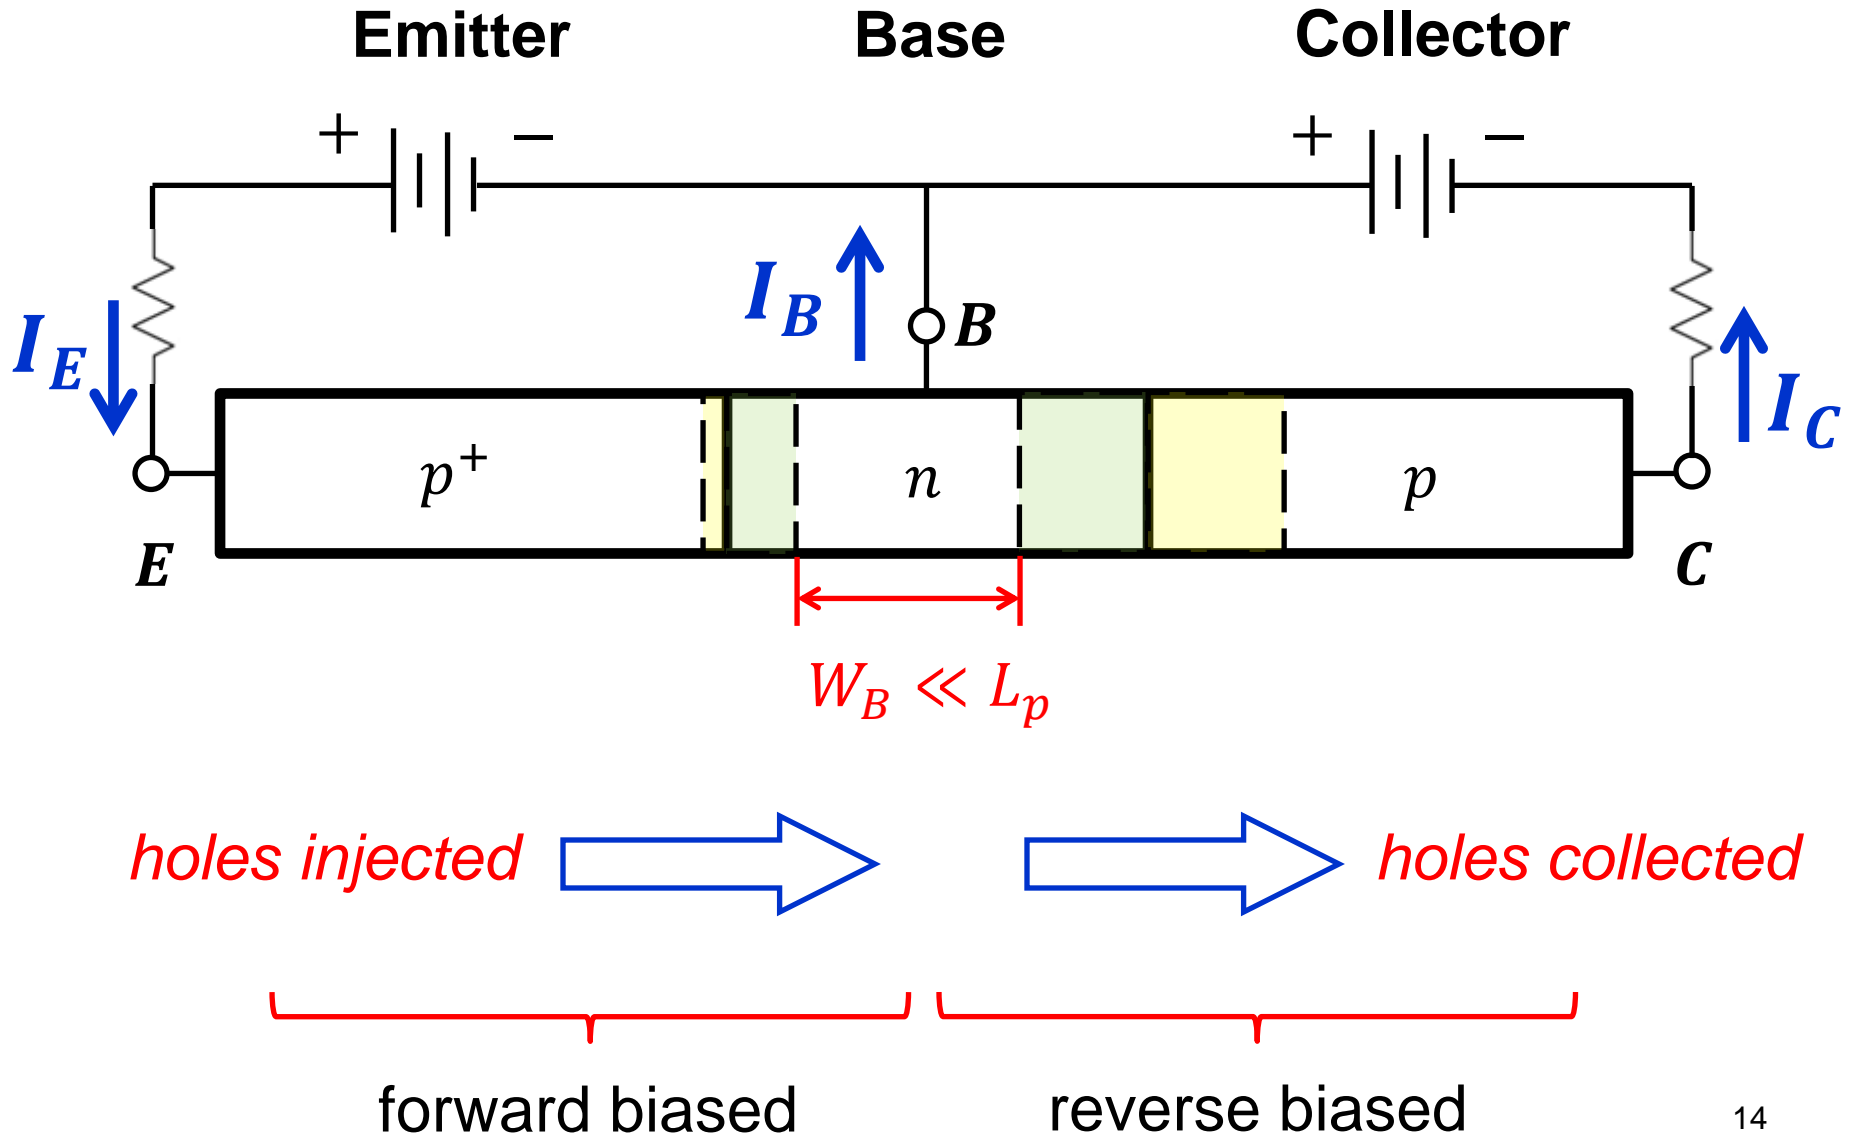 Emitter Base Collector
+ − + −
I_B
B
I_E
I_C
p⁺ n p
E C
W_B ≪ L_p
holes injected holes collected
forward biased reverse biased
14